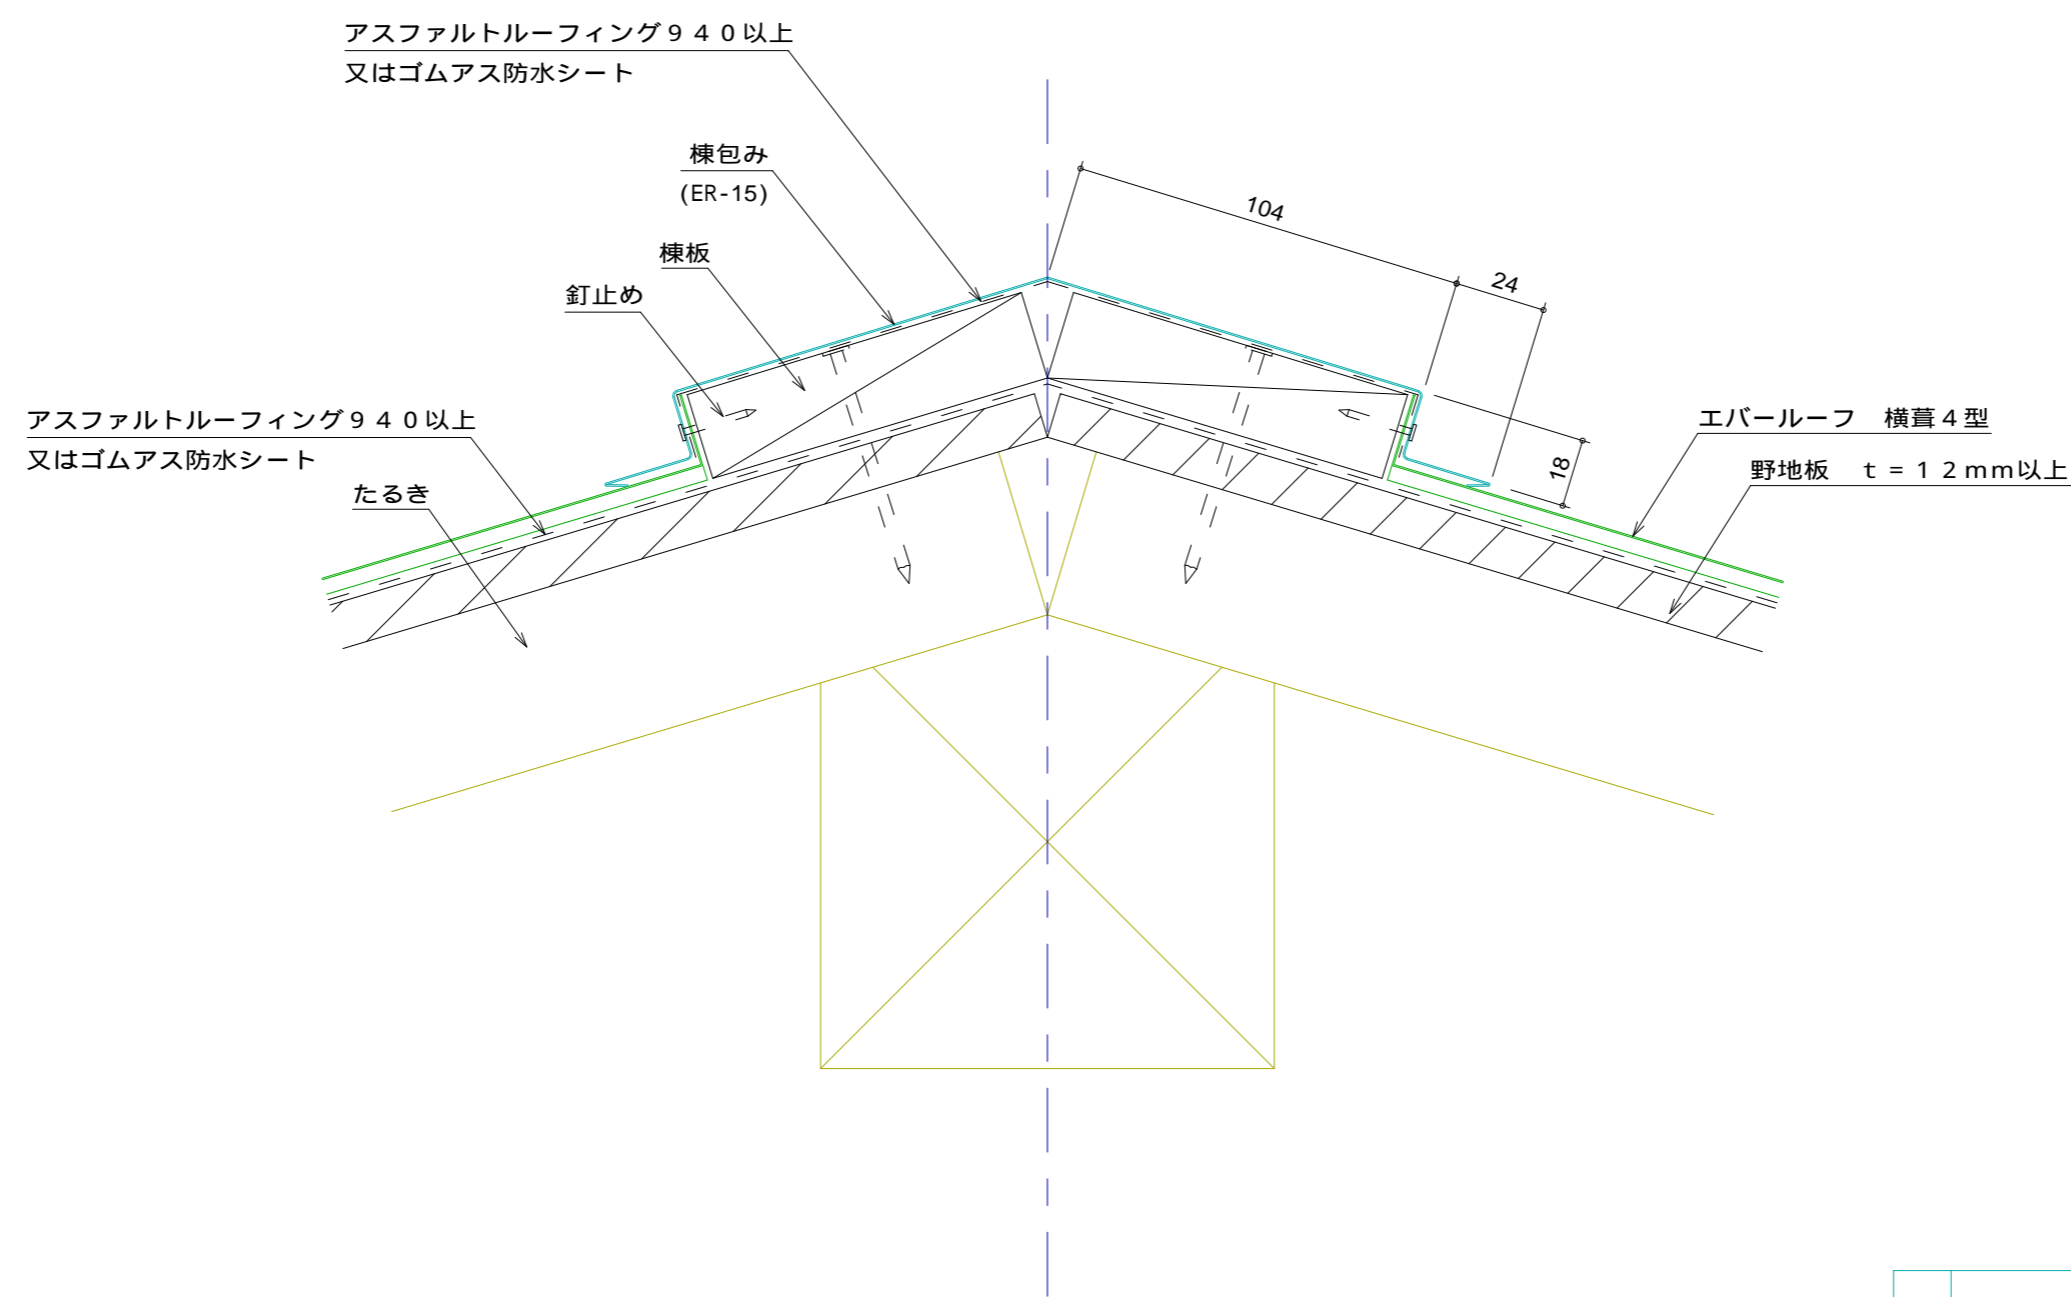 アスファルトルーフィング９４０以上
又はゴムアス防水シート
棟包み
(ER-15)
棟板
釘止め
アスファルトルーフィング９４０以上
又はゴムアス防水シート
たるき
104
24
18
エバールーフ　横葺４型
野地板　ｔ＝１２mm以上